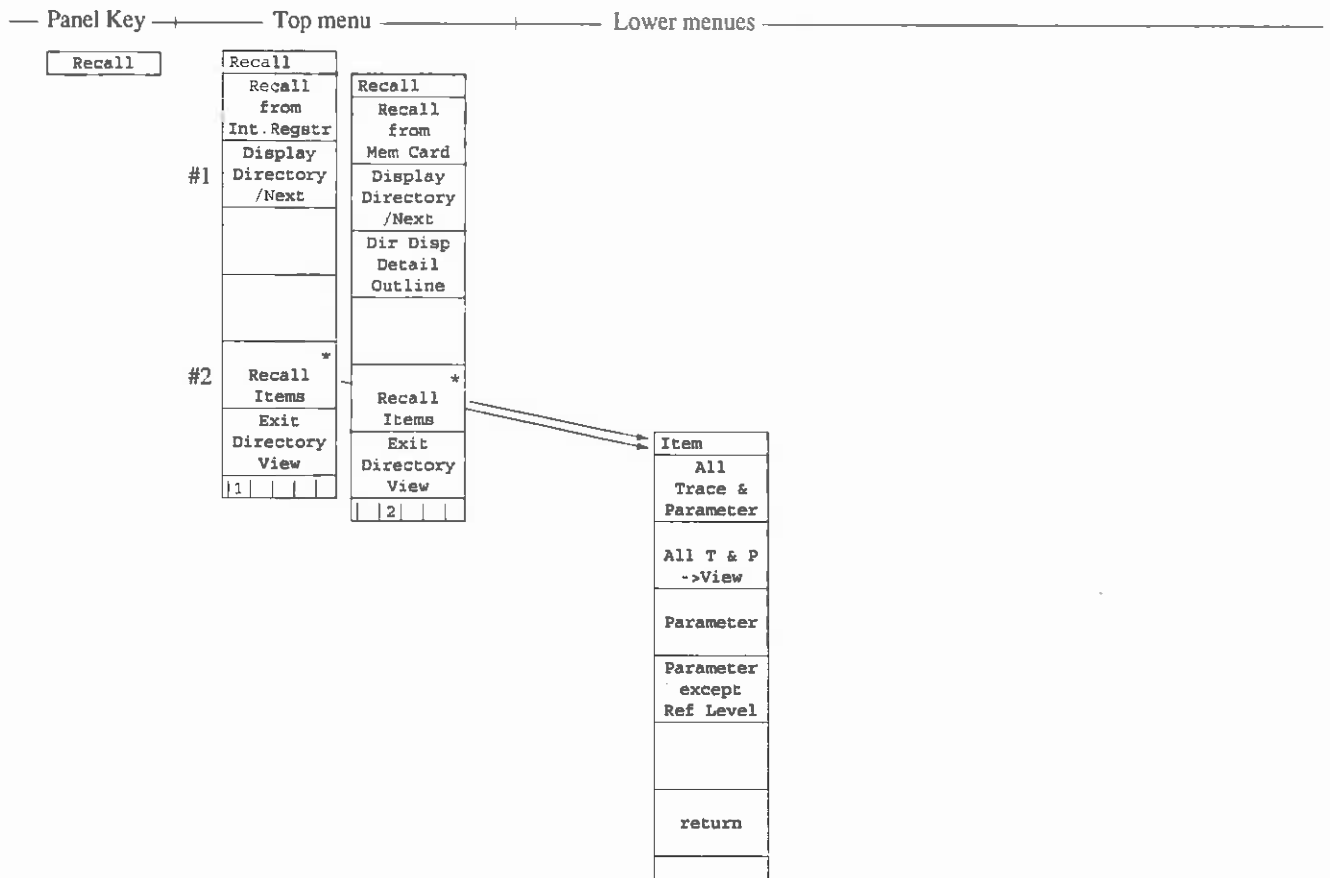 Panel Key Top menu Lower menues
Recall
Recall
Recall
from
Int.Regstr
#1 Display
Directory
/Next
#2 *
Recall
Items
Exit
Directory
View
1
Recall
Recall
from
Mem Card
Display
Directory
/Next
Dir Disp
Detail
Outline
*
Recall
Items
Exit
Directory
View
2
Item
All
Trace &
Parameter
All T & P
->View
Parameter
Parameter
except
Ref Level
return